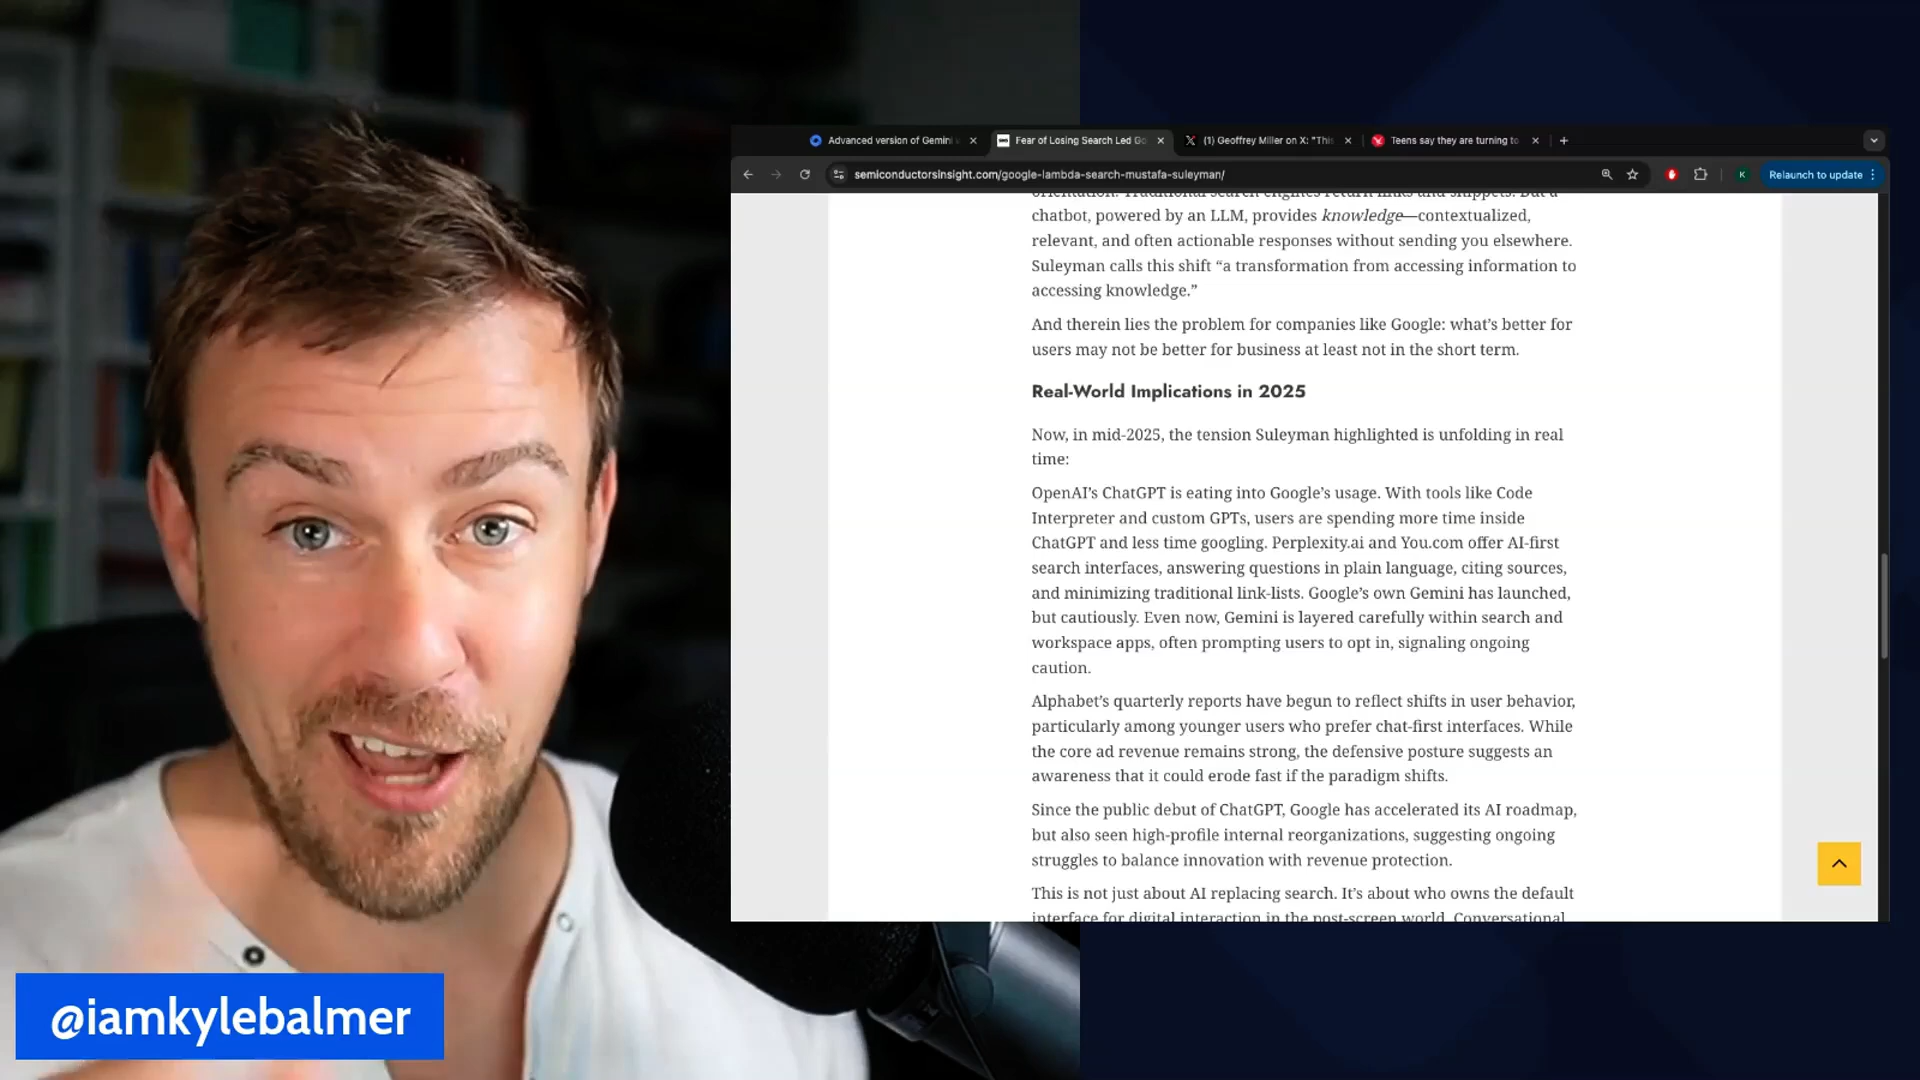 Advanced version of Gemini
Fear of Losing Search Led Go
(1) Geoffrey Miller on X: "This
Teens say they are turning to
semiconductorsinsight.com/google-lambda-search-mustafa-suleyman/
K
Relaunch to update
orientation. Traditional search engines return links and snippets. But a
chatbot, powered by an LLM, provides knowledge—contextualized,
relevant, and often actionable responses without sending you elsewhere.
Suleyman calls this shift “a transformation from accessing information to
accessing knowledge.”
And therein lies the problem for companies like Google: what’s better for
users may not be better for business at least not in the short term.
Real-World Implications in 2025
Now, in mid-2025, the tension Suleyman highlighted is unfolding in real
time:
OpenAI’s ChatGPT is eating into Google’s usage. With tools like Code
Interpreter and custom GPTs, users are spending more time inside
ChatGPT and less time googling. Perplexity.ai and You.com offer AI-first
search interfaces, answering questions in plain language, citing sources,
and minimizing traditional link-lists. Google’s own Gemini has launched,
but cautiously. Even now, Gemini is layered carefully within search and
workspace apps, often prompting users to opt in, signaling ongoing
caution.
Alphabet’s quarterly reports have begun to reflect shifts in user behavior,
particularly among younger users who prefer chat-first interfaces. While
the core ad revenue remains strong, the defensive posture suggests an
awareness that it could erode fast if the paradigm shifts.
Since the public debut of ChatGPT, Google has accelerated its AI roadmap,
but also seen high-profile internal reorganizations, suggesting ongoing
struggles to balance innovation with revenue protection.
This is not just about AI replacing search. It’s about who owns the default
interface for digital interaction in the post-screen world. Conversational
@iamkylebalmer